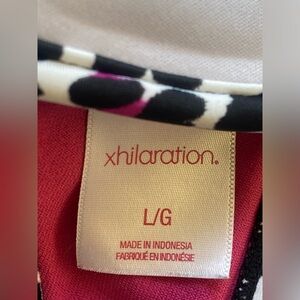 xhilaration.
L/G
MADE IN INDONESIA
FABRIQUÉ EN INDONÉSIE